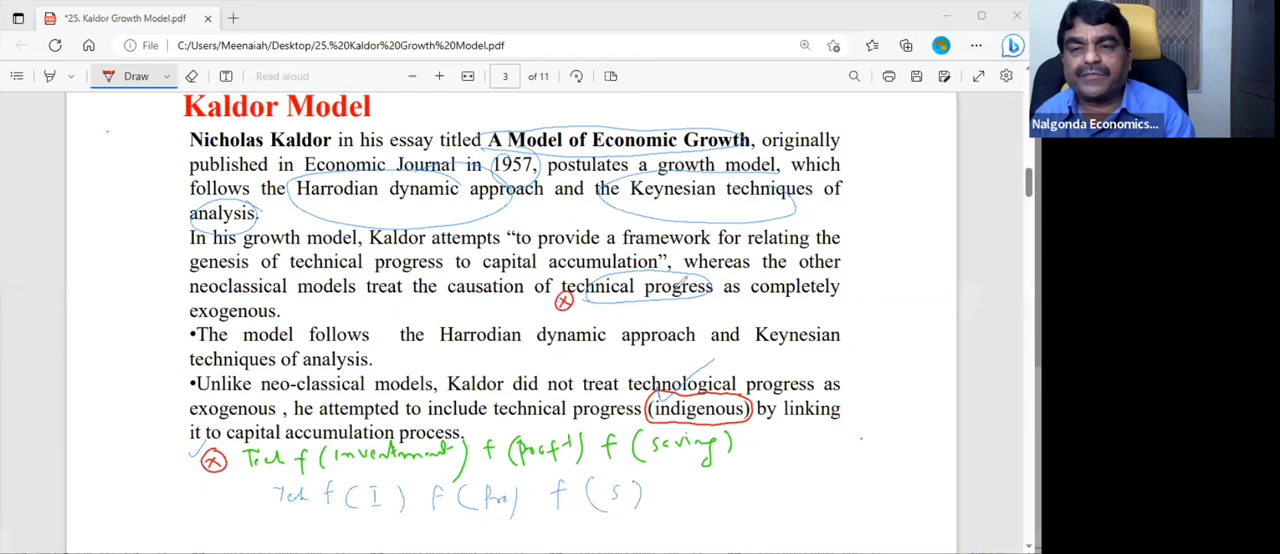 *25. Kaldor Growth Model.pdf
File C:/Users/Meenaiah/Desktop/25.%20Kaldor%20Growth%20Model.pdf
Draw Read aloud 3 of 11
Nalgonda Economics...
Kaldor Model
Nicholas Kaldor in his essay titled A Model of Economic Growth, originally
published in Economic Journal in 1957, postulates a growth model, which
follows the Harrodian dynamic approach and the Keynesian techniques of
analysis.
In his growth model, Kaldor attempts “to provide a framework for relating the
genesis of technical progress to capital accumulation”, whereas the other
neoclassical models treat the causation of technical progress as completely
exogenous.
•The model follows the Harrodian dynamic approach and Keynesian
techniques of analysis.
•Unlike neo-classical models, Kaldor did not treat technological progress as
exogenous , he attempted to include technical progress (indigenous) by linking
it to capital accumulation process.
Tech f (investment) f (Profit) f (saving)
Tech f (I) f (Pro) f (S)